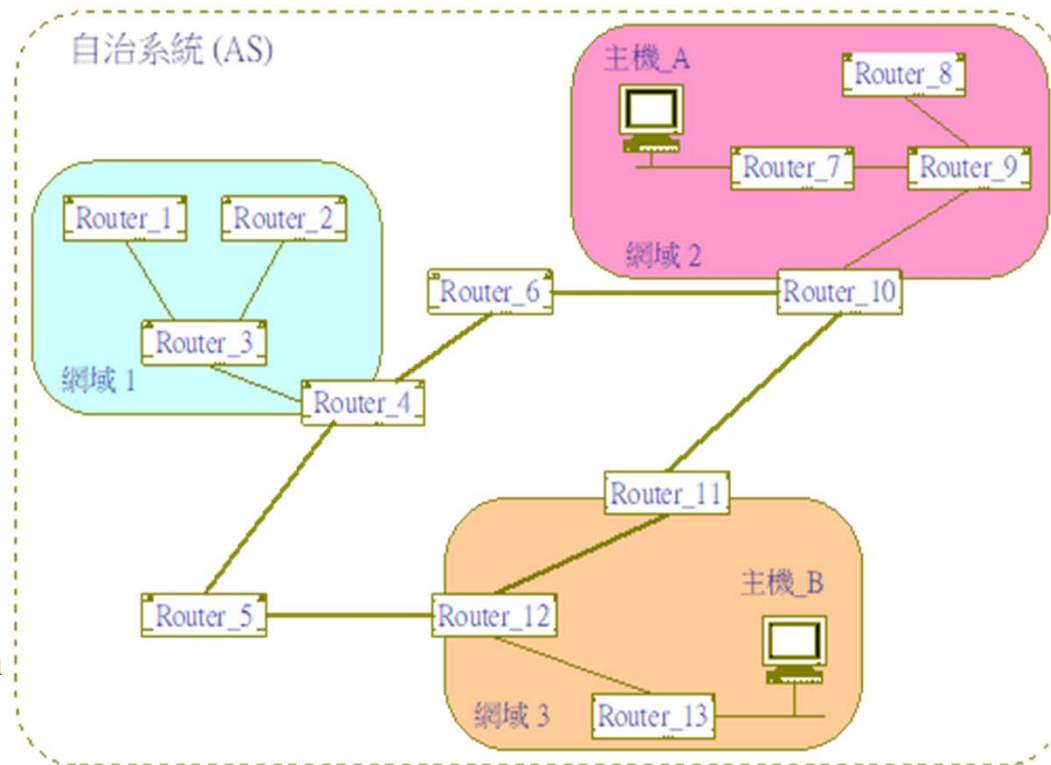 自治系統 (AS)
主機_A
Router_8
Router_7
Router_9
網域 2
Router_10
Router_1
Router_2
Router_3
網域 1
Router_4
Router_6
Router_11
Router_5
Router_12
主機_B
網域 3
Router_13